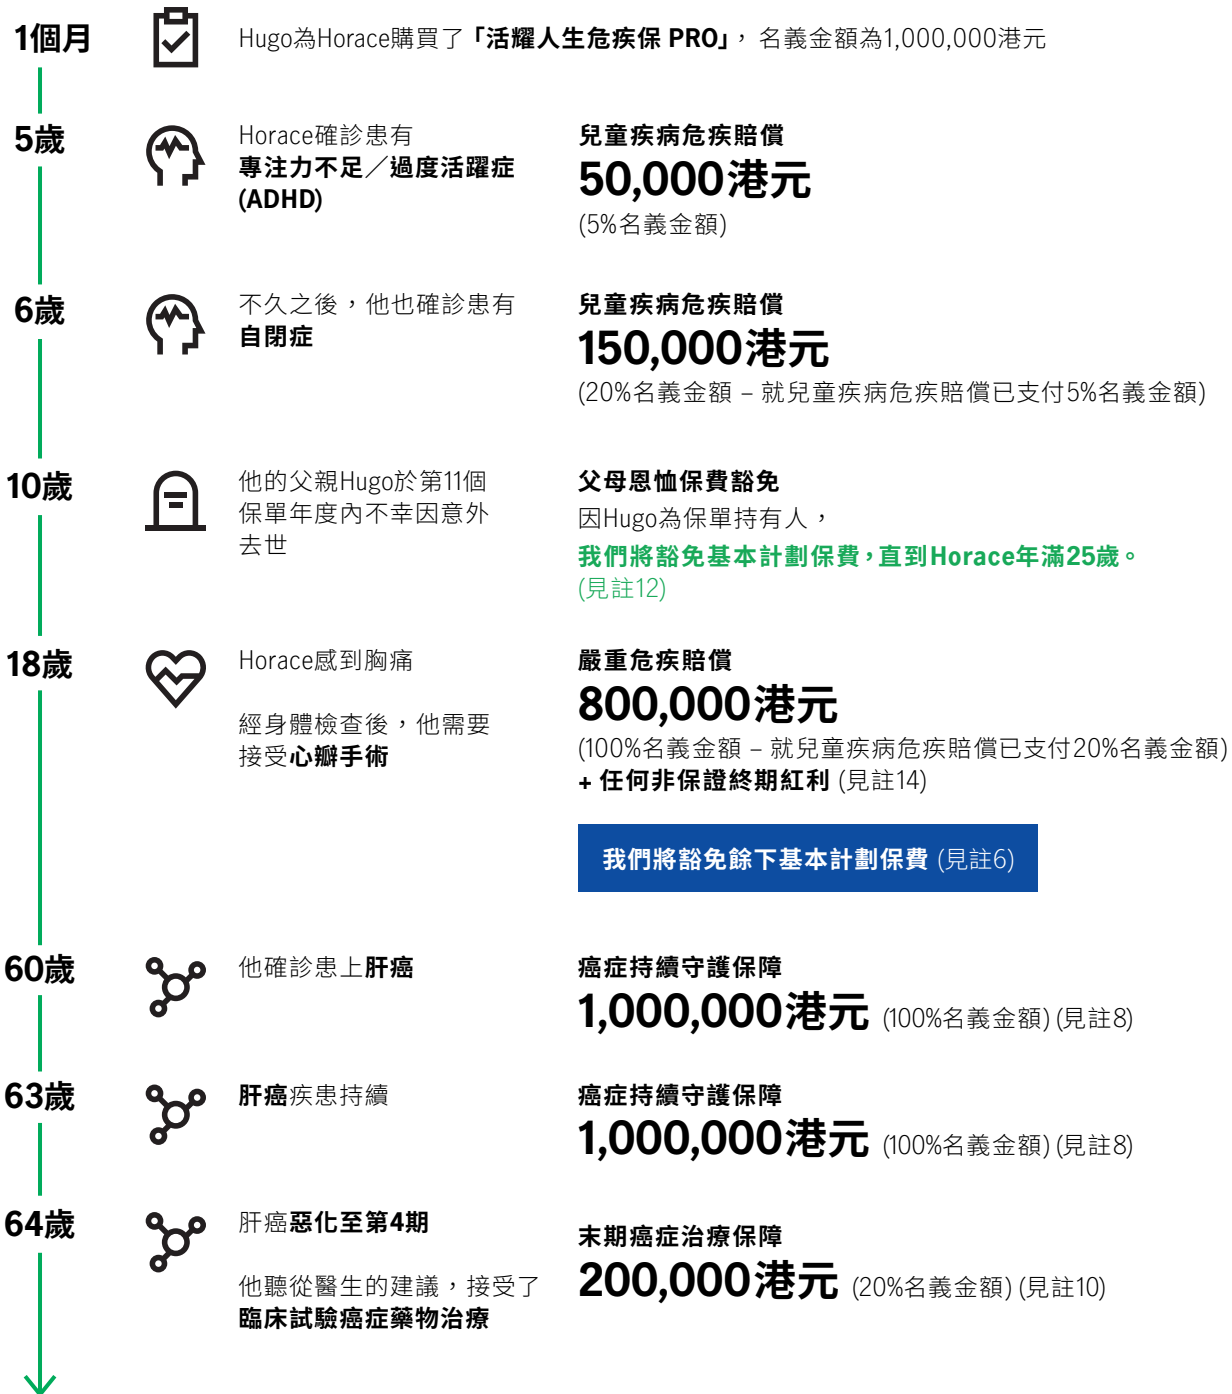 1個月
Hugo為Horace購買了「活耀人生危疾保 PRO」，名義金額為1,000,000港元
5歲
Horace確診患有
專注力不足／過度活躍症
(ADHD)
兒童疾病危疾賠償
50,000港元
(5%名義金額)
6歲
不久之後，他也確診患有
自閉症
兒童疾病危疾賠償
150,000港元
(20%名義金額 – 就兒童疾病危疾賠償已支付5%名義金額)
10歲
他的父親Hugo於第11個
保單年度內不幸因意外
去世
父母恩恤保費豁免
因Hugo為保單持有人，
我們將豁免基本計劃保費，直到Horace年滿25歲。
(見註12)
18歲
Horace感到胸痛
經身體檢查後，他需要
接受心瓣手術
嚴重危疾賠償
800,000港元
(100%名義金額 – 就兒童疾病危疾賠償已支付20%名義金額)
+ 任何非保證終期紅利 (見註14)
我們將豁免餘下基本計劃保費 (見註6)
60歲
他確診患上肝癌
癌症持續守護保障
1,000,000港元 (100%名義金額) (見註8)
63歲
肝癌疾患持續
癌症持續守護保障
1,000,000港元 (100%名義金額) (見註8)
64歲
肝癌惡化至第4期
他聽從醫生的建議，接受了
臨床試驗癌症藥物治療
末期癌症治療保障
200,000港元 (20%名義金額) (見註10)